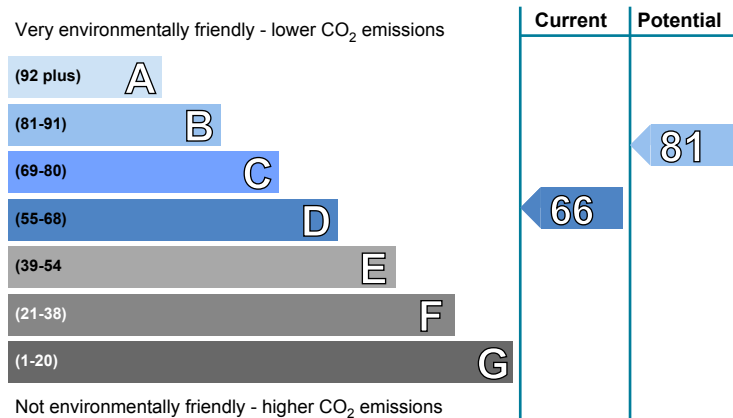 Very environmentally friendly - lower CO2 emissions
Current
Potential
(92 plus) A
(81-91) B
(69-80) C
(55-68) D
(39-54 E
(21-38) F
(1-20) G
81
66
Not environmentally friendly - higher CO2 emissions